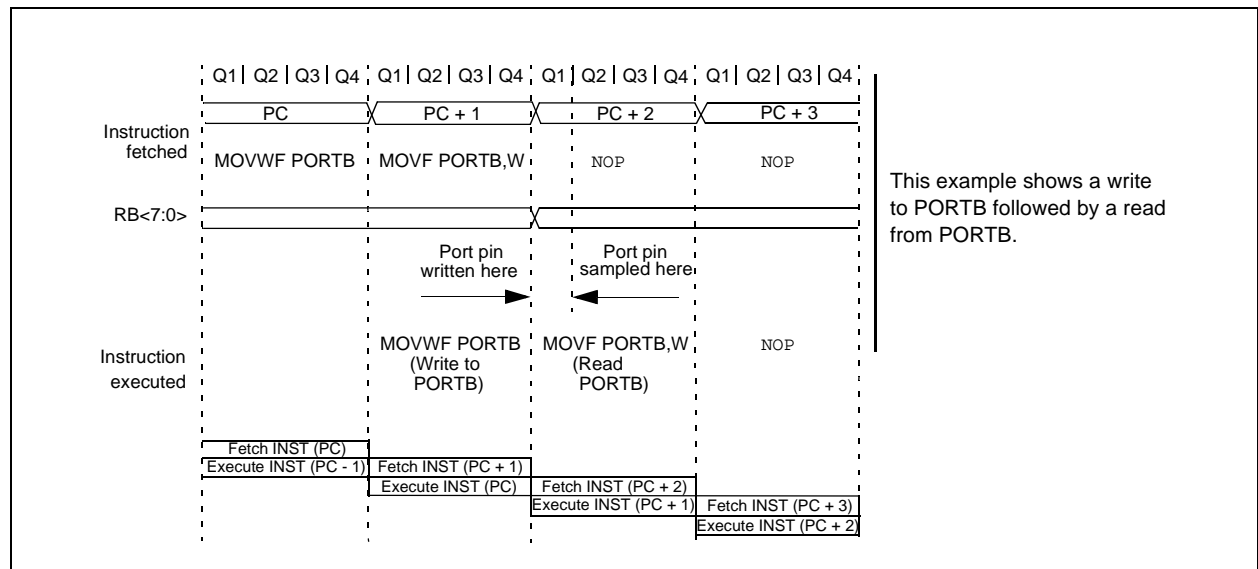 Q1 | Q2 | Q3 | Q4 Q1 | Q2 | Q3 | Q4 Q1 | Q2 | Q3 | Q4 Q1 | Q2 | Q3 | Q4
PC PC + 1 PC + 2 PC + 3
Instruction
fetched
MOVWF PORTB MOVF PORTB,W NOP NOP
RB<7:0>
This example shows a write
to PORTB followed by a read
from PORTB.
Port pin
written here
Port pin
sampled here
Instruction
executed
MOVWF PORTB
(Write to
PORTB)
MOVF PORTB,W
(Read
PORTB)
NOP
Fetch INST (PC)
Execute INST (PC - 1) Fetch INST (PC + 1)
Execute INST (PC) Fetch INST (PC + 2)
Execute INST (PC + 1) Fetch INST (PC + 3)
Execute INST (PC + 2)